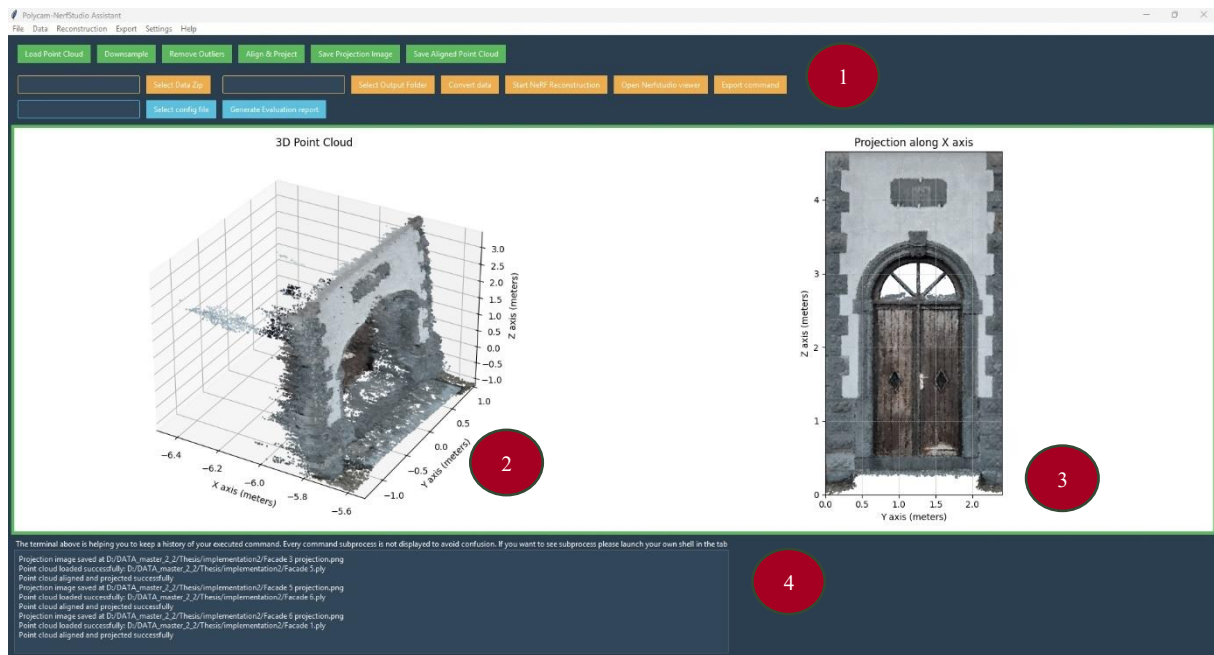 Polycam-NerfStudio Assistant
File Data Reconstruction Export Settings Help
Load Point Cloud Downsample Remove Outliers Align & Project Save Projection Image Save Aligned Point Cloud
1
Select Data Zip Select Output Folder Convert data Start NeRF Reconstruction Open Nerfstudio viewer Export command
Select config file Generate Evaluation report
3D Point Cloud
3.0
2.5
2.0
1.5
1.0
0.5
0.0
−0.5
−1.0
Z axis (meters)
1.0
0.5
0.0
−0.5
−1.0
Y axis (meters)
−6.4
−6.2
−6.0
−5.8
−5.6
X axis (meters)
2
Projection along X axis
4
3
2
1
0
Z axis (meters)
0.0 0.5 1.0 1.5 2.0
Y axis (meters)
3
The terminal above is helping you to keep a history of your executed command. Every command subprocess is not displayed to avoid confusion. If you want to see subprocess please launch your own shell in the tab
Projection image saved at D:/DATA_master_2_2/Thesis/implementation2/Facade 3 projection.png
Point cloud loaded successfully: D:/DATA_master_2_2/Thesis/implementation2/Facade 5.ply
Point cloud aligned and projected successfully
Projection image saved at D:/DATA_master_2_2/Thesis/implementation2/Facade 5 projection.png
Point cloud loaded successfully: D:/DATA_master_2_2/Thesis/implementation2/Facade 6.ply
Point cloud aligned and projected successfully
Projection image saved at D:/DATA_master_2_2/Thesis/implementation2/Facade 6 projection.png
Point cloud loaded successfully: D:/DATA_master_2_2/Thesis/implementation2/Facade 1.ply
Point cloud aligned and projected successfully
4